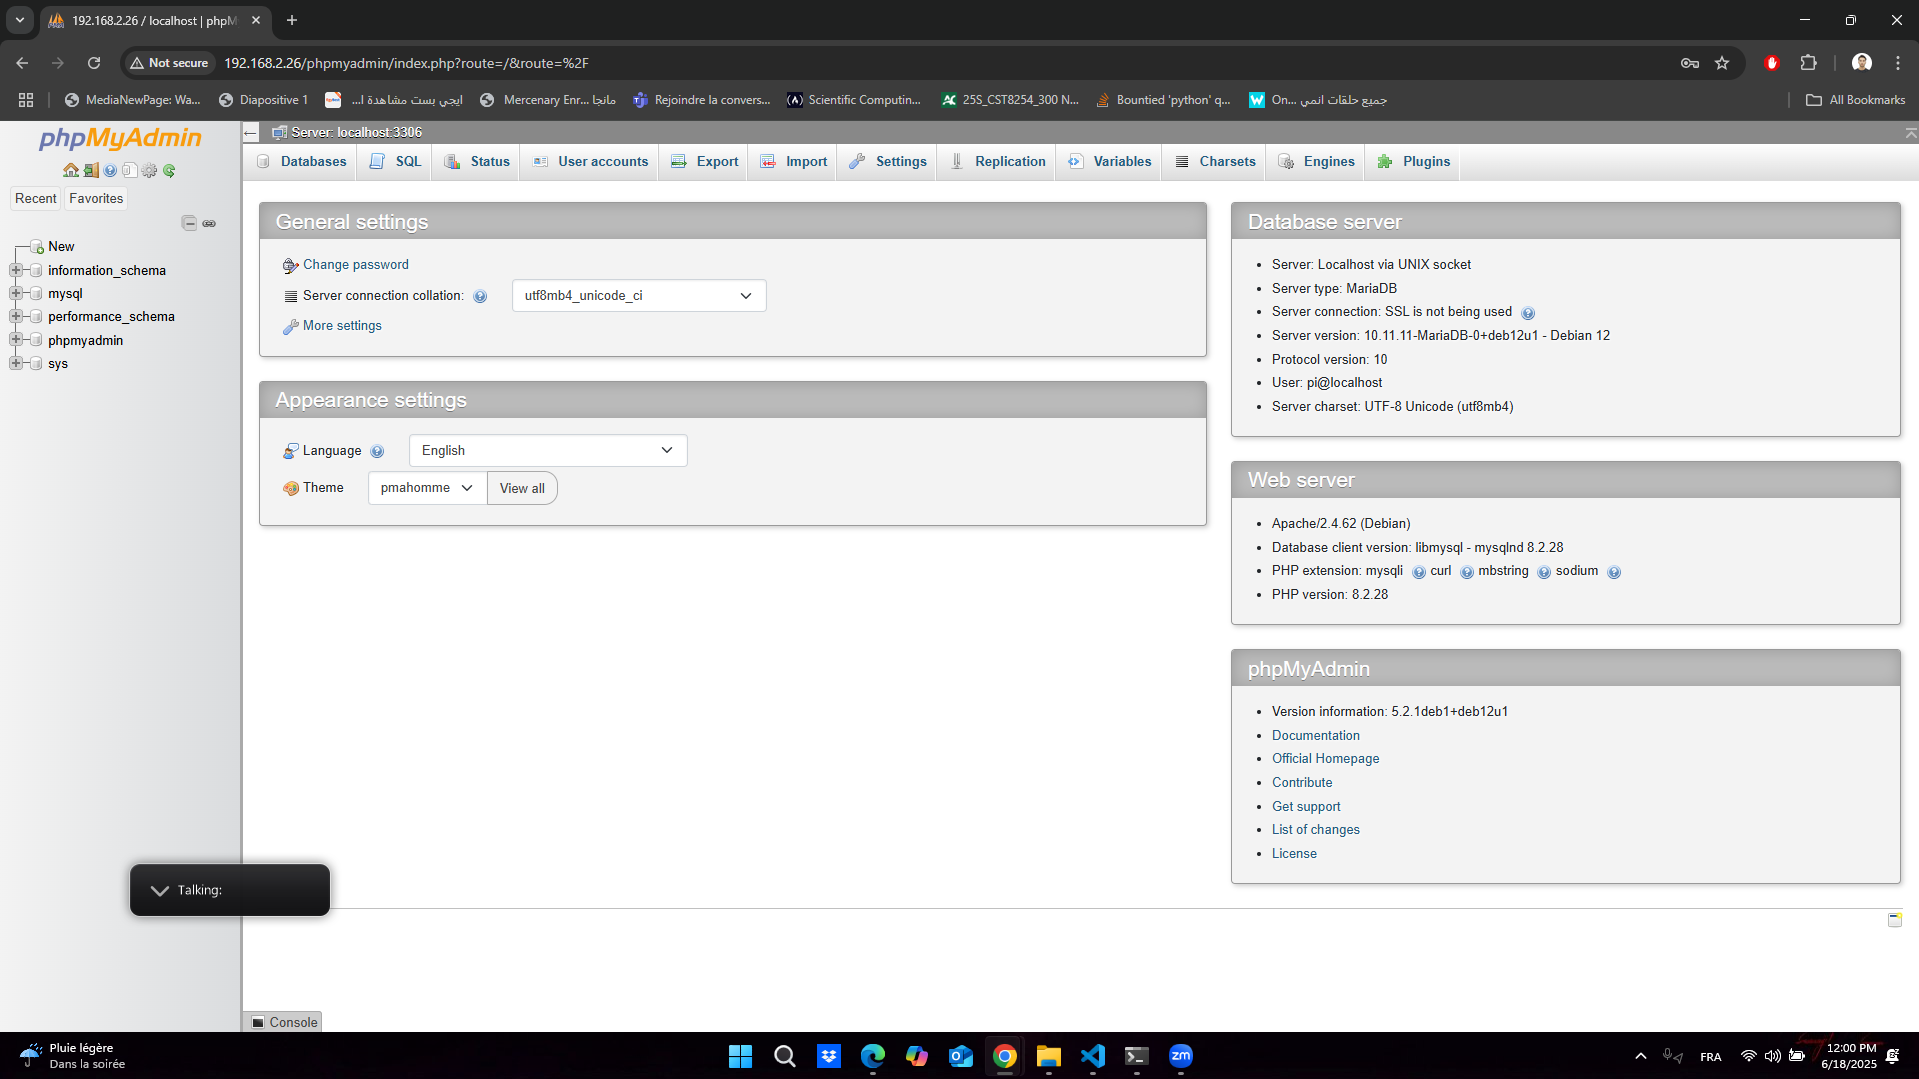 192.168.2.26 / localhost | phpM
Not secure
192.168.2.26/phpmyadmin/index.php?route=/&route=%2F
MediaNewPage: Wa...
Diapositive 1
ايجي بست مشاهدة ا...
Mercenary Enr... مانجا
Rejoindre la convers...
Scientific Computin...
25S_CST8254_300 N...
Bountied 'python' q...
جميع حلقات انمي On...
All Bookmarks
phpMyAdmin
Recent
Favorites
New
information_schema
mysql
performance_schema
phpmyadmin
sys
Server: localhost:3306
Databases
SQL
Status
User accounts
Export
Import
Settings
Replication
Variables
Charsets
Engines
Plugins
General settings
Change password
Server connection collation:
utf8mb4_unicode_ci
More settings
Appearance settings
Language
English
Theme
pmahomme
View all
Database server
Server: Localhost via UNIX socket
Server type: MariaDB
Server connection: SSL is not being used
Server version: 10.11.11-MariaDB-0+deb12u1 - Debian 12
Protocol version: 10
User: pi@localhost
Server charset: UTF-8 Unicode (utf8mb4)
Web server
Apache/2.4.62 (Debian)
Database client version: libmysql - mysqlnd 8.2.28
PHP extension: mysqli curl mbstring sodium
PHP version: 8.2.28
phpMyAdmin
Version information: 5.2.1deb1+deb12u1
Documentation
Official Homepage
Contribute
Get support
List of changes
License
Talking:
Console
Pluie légère
Dans la soirée
zm
FRA
12:00 PM
6/18/2025